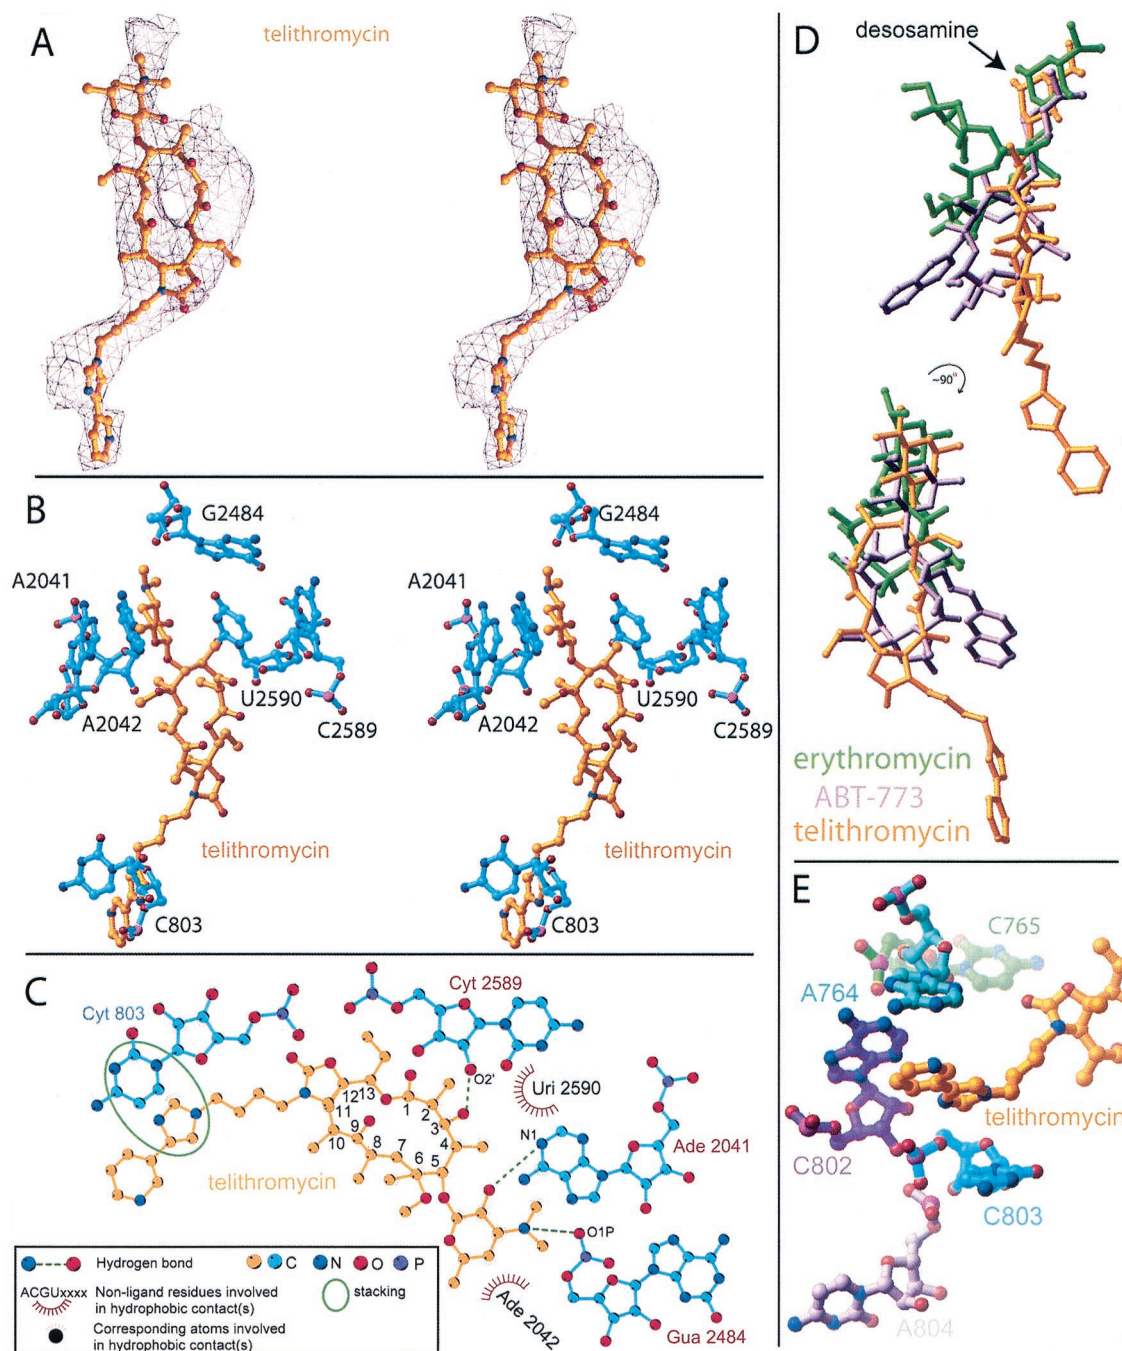 A
telithromycin
B
G2484
G2484
A2041
A2041
A2042
A2042
U2590
U2590
C2589
C2589
telithromycin
telithromycin
C803
C803
C
Cyt 803
Cyt 2589
O2'
Uri 2590
N1
Ade 2041
O1P
Ade 2042
Gua 2484
telithromycin
1
2
3
4
5
6
7
8
9
10
11
12
13
Hydrogen bond
C
N
O
P
ACGUxxxx
Non-ligand residues involved
in hydrophobic contact(s)
stacking
Corresponding atoms involved
in hydrophobic contact(s)
D
desosamine
~90°
erythromycin
ABT-773
telithromycin
E
C765
A764
telithromycin
C802
C803
A804